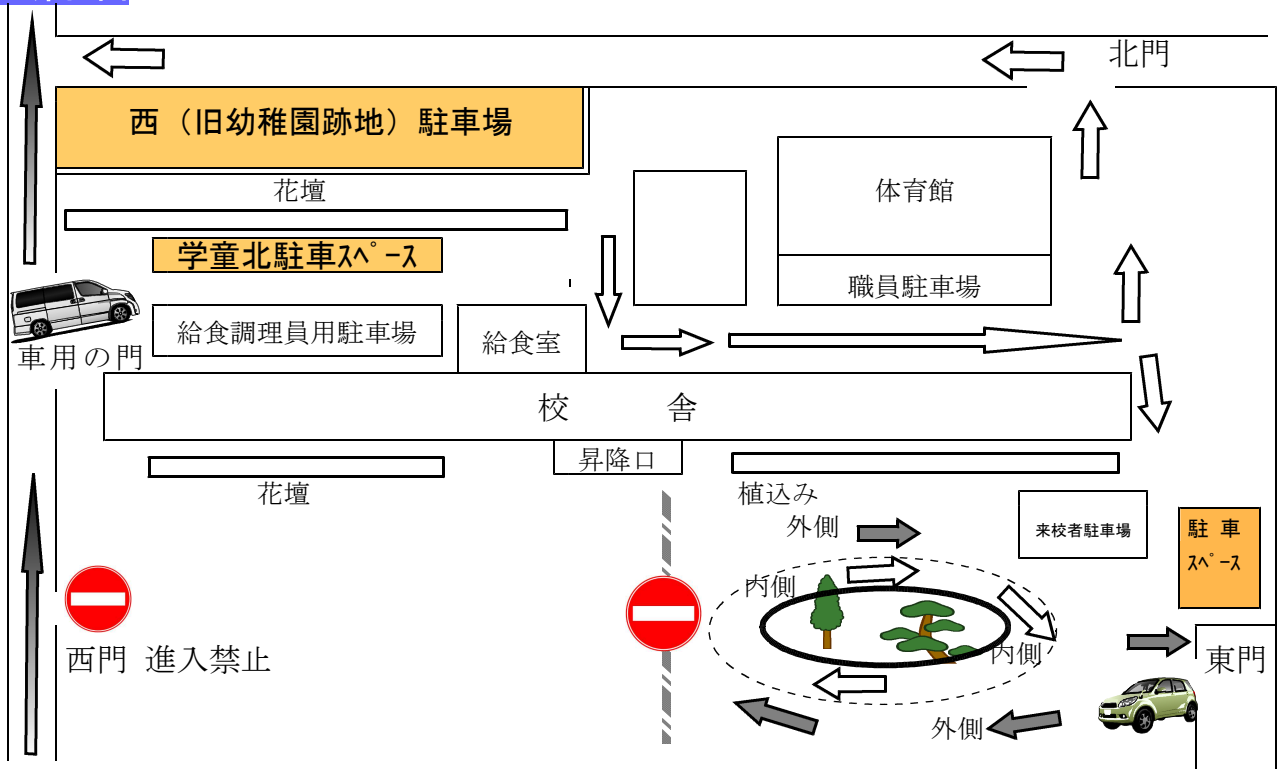 北門
西（旧幼稚園跡地）駐車場
花壇
体育館
学童北駐車ｽﾍﾟｰｽ
職員駐車場
給食調理員用駐車場
給食室
車用の門
校　　舎
昇降口
花壇
植込み
外側
来校者駐車場
駐 車
ｽﾍﾟｰｽ
内側
内側
西門 進入禁止
東門
外側